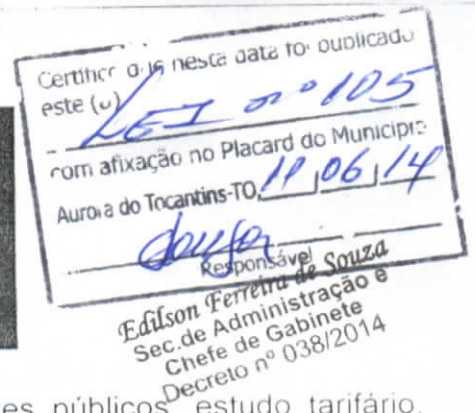 Certifico que nesta data foi publicado
este (a)
LEI nº 105
com afixação no Placard do Município
Aurora do Tocantins-TO, 11 / 06 / 14
Souza
Responsável
Edilson Ferreira de Souza
Sec. de Administração e
Chefe de Gabinete
Decreto nº 038/2014
públicos, estudo tarifário,